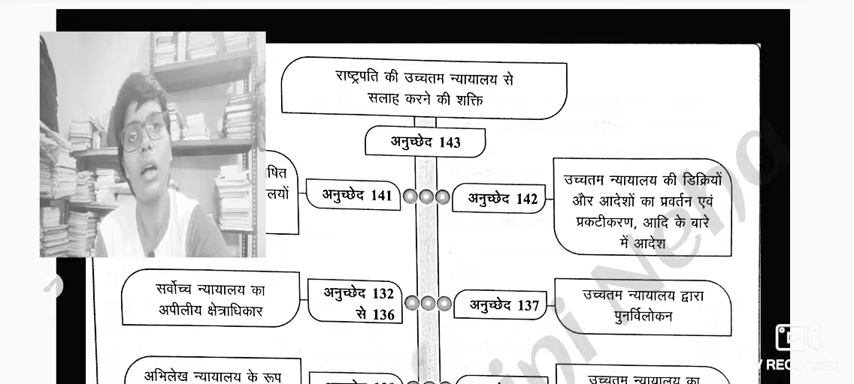 राष्ट्रपति की उच्चतम न्यायालय से
सलाह करने की शक्ति
अनुच्छेद 143
अनुच्छेद 141
अनुच्छेद 142
उच्चतम न्यायालय की डिक्रियों
और आदेशों का प्रवर्तन एवं
प्रकटीकरण, आदि के बारे
में आदेश
सर्वोच्च न्यायालय का
अपीलीय क्षेत्राधिकार
अनुच्छेद 132
से 136
अनुच्छेद 137
उच्चतम न्यायालय द्वारा
पुनर्विलोकन
अभिलेख न्यायालय के रूप
उच्चतम न्यायालय का